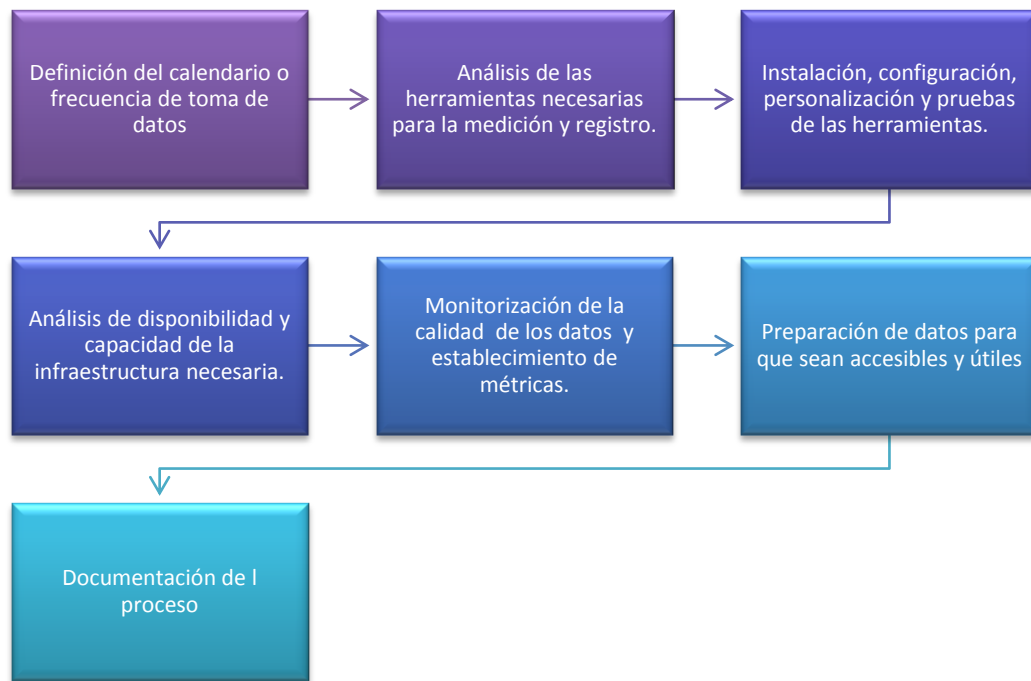 Definición del calendario o
frecuencia de toma de
datos
Análisis de las
herramientas necesarias
para la medición y registro.
Instalación, configuración,
personalización y pruebas
de las herramientas.
Análisis de disponibilidad y
capacidad de la
infraestructura necesaria.
Monitorización de la
calidad  de los datos  y
establecimiento de
métricas.
Preparación de datos para
que sean accesibles y útiles
Documentación de l
proceso